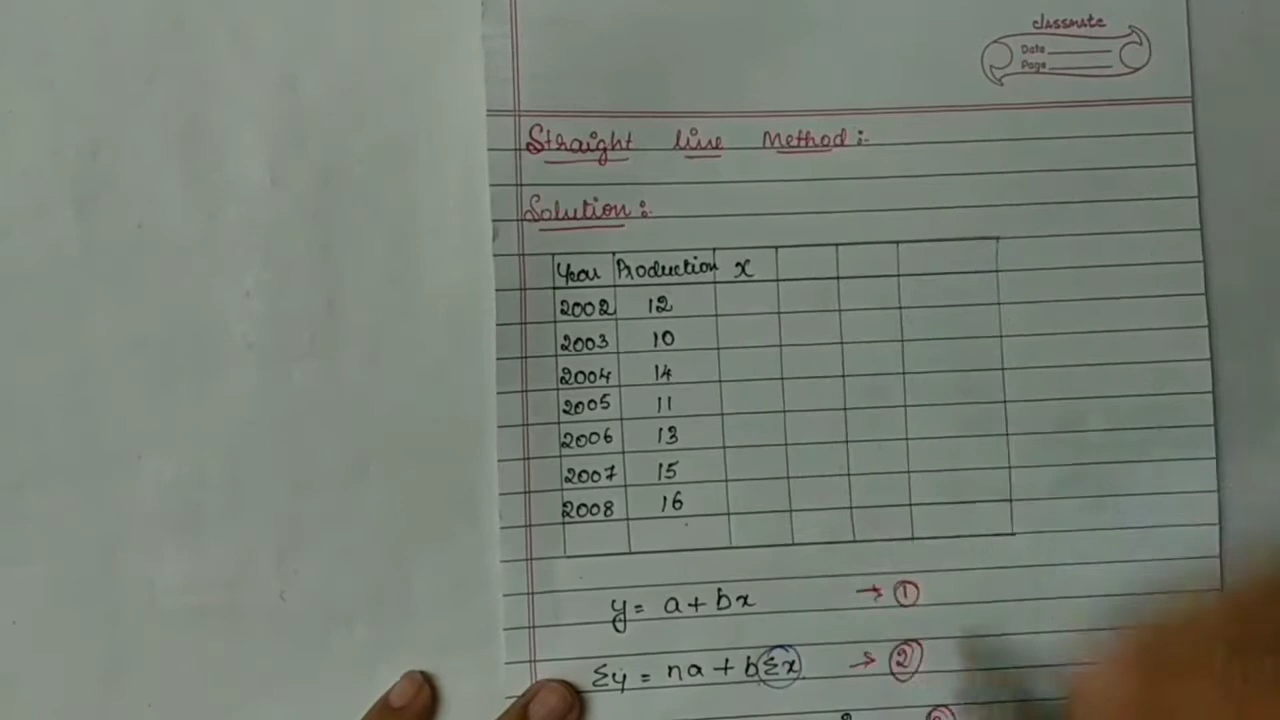 classmate
Date
Page
Straight line Method :-
Solution :-
Year Production x
2002 12
2003 10
2004 14
2005 11
2006 13
2007 15
2008 16
y = a + bx → ①
Σy = na + bΣx → ②